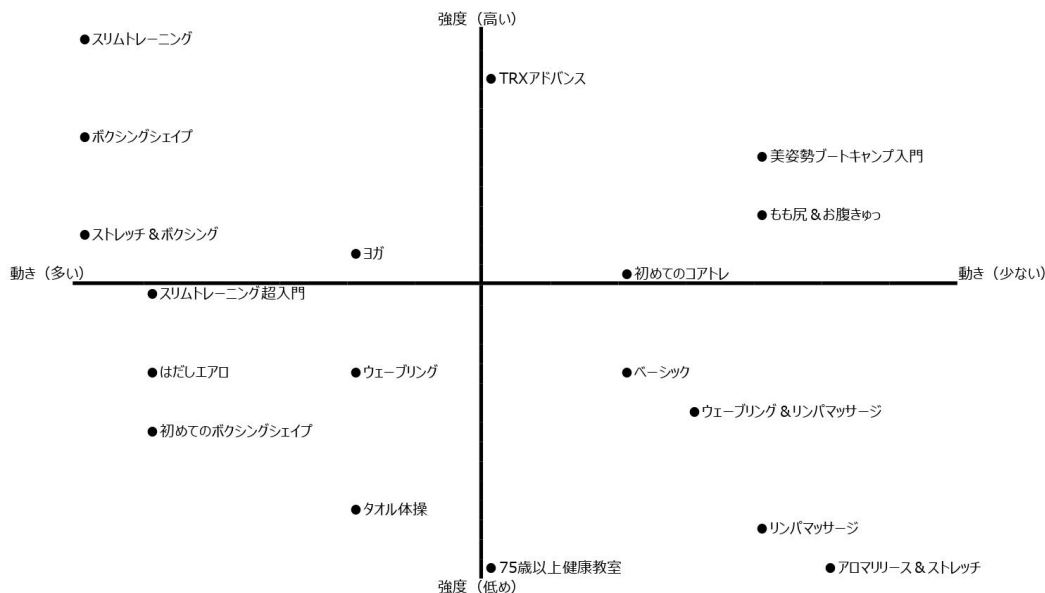 強度（高い）
●スリムトレーニング
●TRXアドバンス
●ボクシングシェイプ
●美姿勢ブートキャンプ入門
●もも尻＆お腹きゅっ
●ストレッチ＆ボクシング
●ヨガ
動き（多い）
●初めてのコアトレ
動き（少ない）
●スリムトレーニング超入門
●はだしエアロ
●ウェーブリング
●ベーシック
●ウェーブリング＆リンパマッサージ
●初めてのボクシングシェイプ
●タオル体操
●リンパマッサージ
●75歳以上健康教室
●アロマリリース＆ストレッチ
強度（低め）